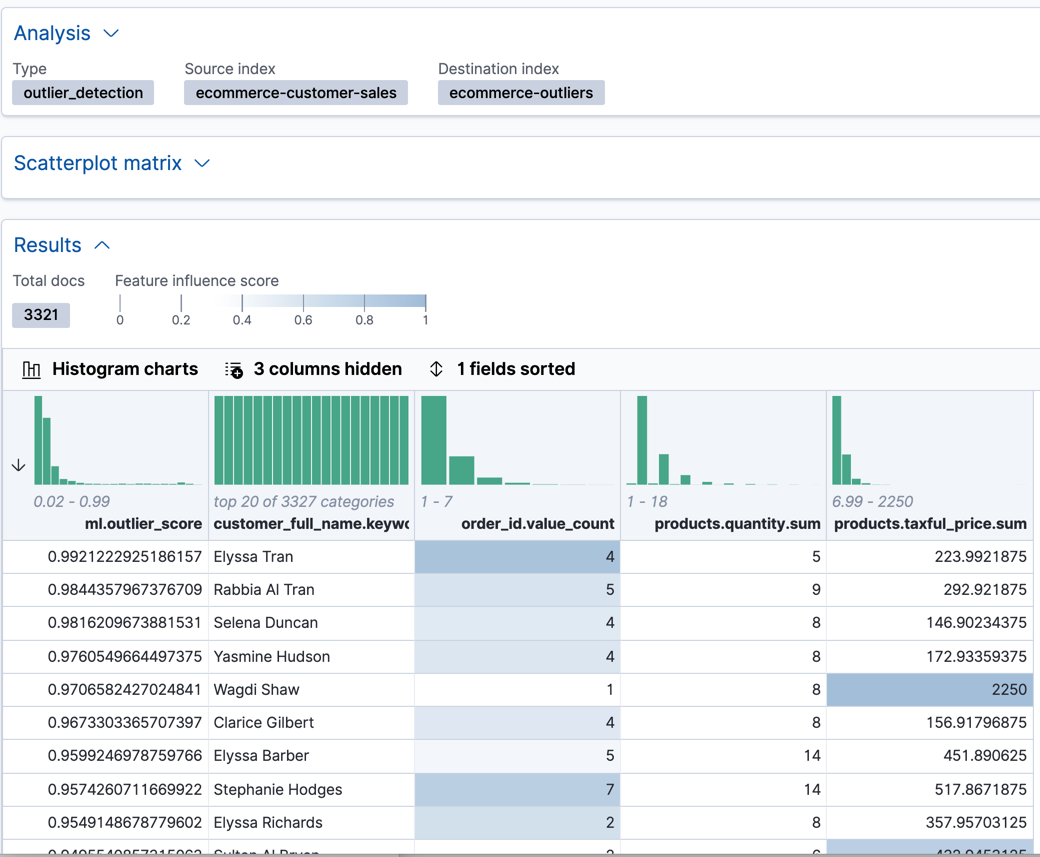 Analysis
Type Source index Destination index
outlier_detection ecommerce-customer-sales ecommerce-outliers
Scatterplot matrix
Results
Total docs Feature influence score
3321
0 0.2 0.4 0.6 0.8 1
Histogram charts 3 columns hidden 1 fields sorted
0.02 - 0.99 top 20 of 3327 categories 1 - 7 1 - 18 6.99 - 2250
ml.outlier_score customer_full_name.keywo order_id.value_count products.quantity.sum products.taxful_price.sum
0.9921222925186157 Elyssa Tran 4 5 223.9921875
0.9844357967376709 Rabbia Al Tran 5 9 292.921875
0.9816209673881531 Selena Duncan 4 8 146.90234375
0.9760549664497375 Yasmine Hudson 4 8 172.93359375
0.9706582427024841 Wagdi Shaw 1 8 2250
0.9673303365707397 Clarice Gilbert 4 8 156.91796875
0.9599246978759766 Elyssa Barber 5 14 451.890625
0.9574260711669922 Stephanie Hodges 7 14 517.8671875
0.9549148678779602 Elyssa Richards 2 8 357.95703125